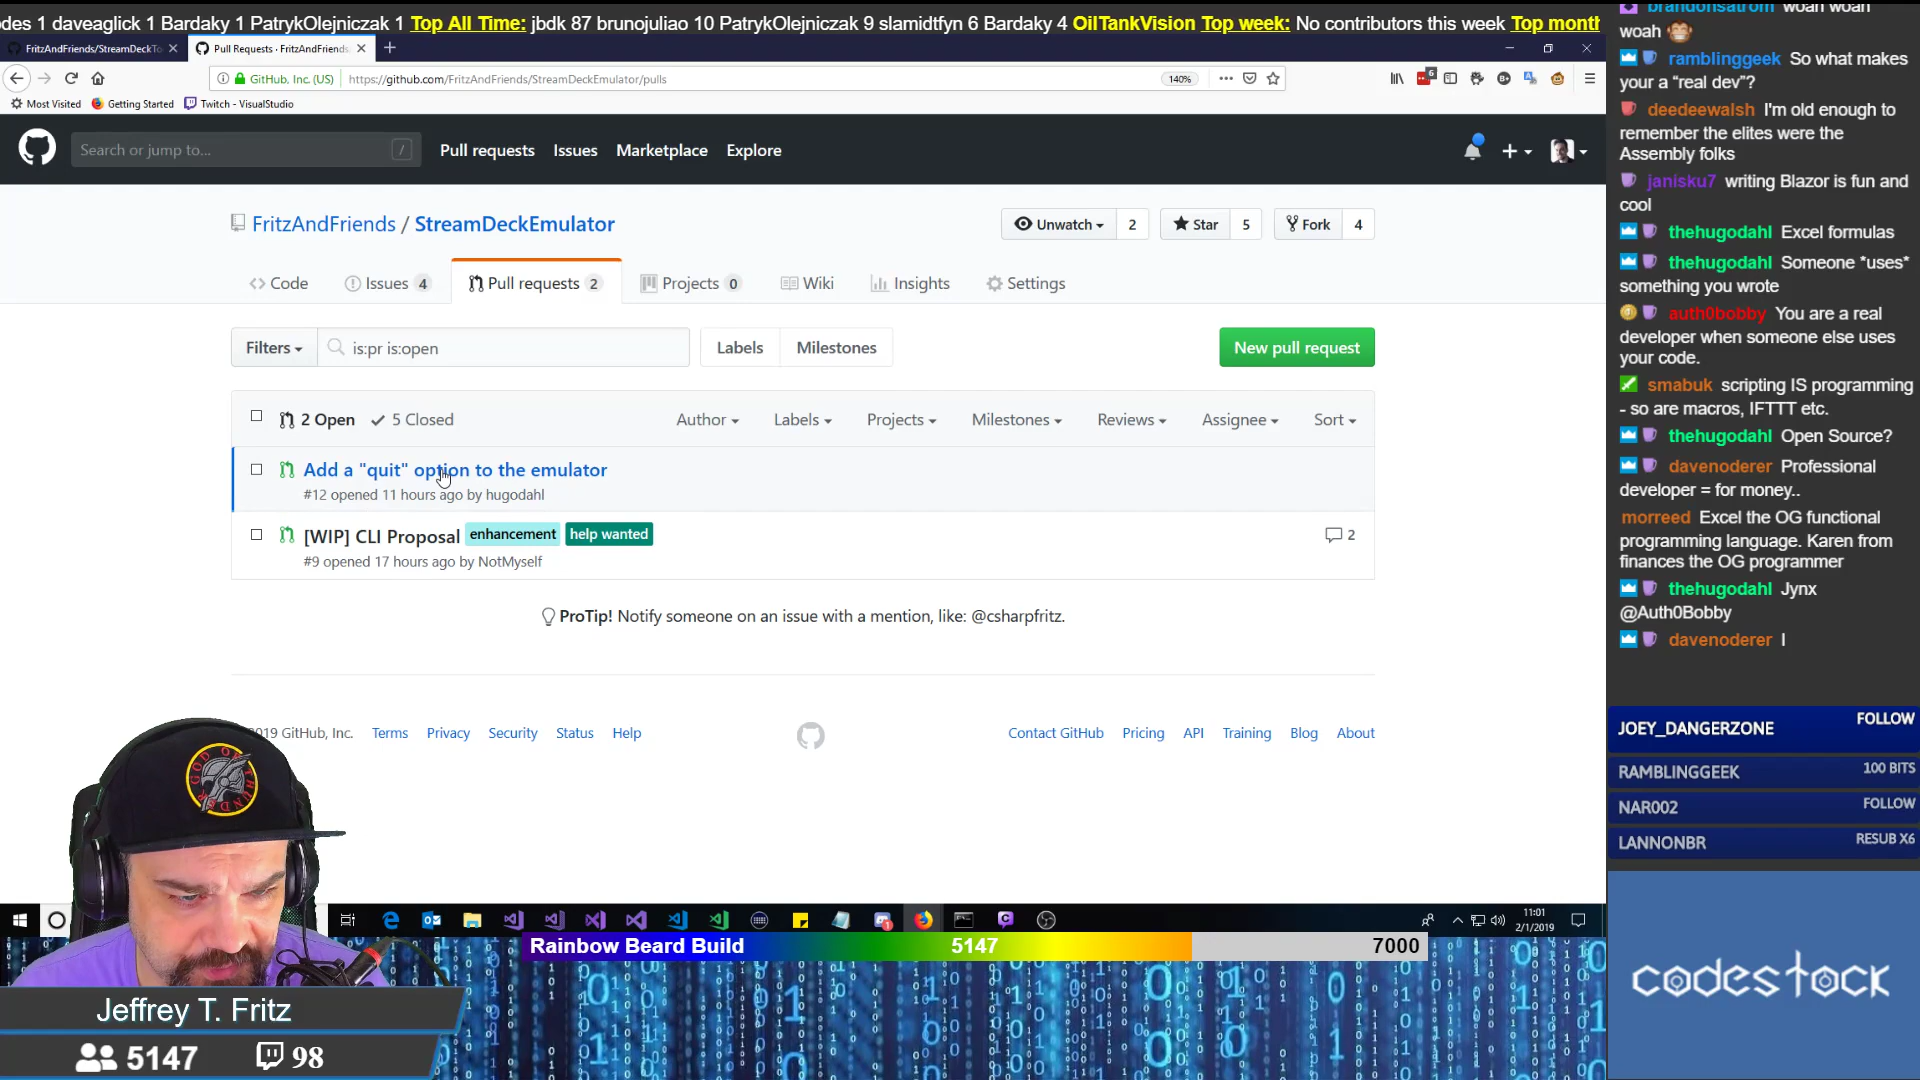 odes 1 daveaglick 1 Bardaky 1 PatrykOlejniczak 1 Top All Time: jbdk 87 brunojuliao 10 PatrykOlejniczak 9 slamidtfyn 6 Bardaky 4 OilTankVision Top week: No contributors this week Top month
FritzAndFriends/StreamDeckTo
Pull Requests · FritzAndFriends
GitHub, Inc. (US)
https://github.com/FritzAndFriends/StreamDeckEmulator/pulls
140%
6
Most Visited
Getting Started
Twitch - VisualStudio
Search or jump to...
/
Pull requests
Issues
Marketplace
Explore
FritzAndFriends / StreamDeckEmulator
Unwatch 2
Star 5
Fork 4
Code
Issues 4
Pull requests 2
Projects 0
Wiki
Insights
Settings
Filters
is:pr is:open
Labels
Milestones
New pull request
2 Open
5 Closed
Author
Labels
Projects
Milestones
Reviews
Assignee
Sort
Add a "quit" option to the emulator
#12 opened 11 hours ago by hugodahl
[WIP] CLI Proposal enhancement help wanted
2
#9 opened 17 hours ago by NotMyself
ProTip! Notify someone on an issue with a mention, like: @csharpfritz.
2019 GitHub, Inc.
Terms
Privacy
Security
Status
Help
Contact GitHub
Pricing
API
Training
Blog
About
GOD OF THUNDER
11:01
2/1/2019
Rainbow Beard Build 5147 7000
Jeffrey T. Fritz
5147 98
brandonsatrom woah woah
woah
ramblinggeek So what makes
your a “real dev”?
deedeewalsh I'm old enough to
remember the elites were the
Assembly folks
janisku7 writing Blazor is fun and
cool
thehugodahl Excel formulas
thehugodahl Someone *uses*
something you wrote
auth0bobby You are a real
developer when someone else uses
your code.
smabuk scripting IS programming
- so are macros, IFTTT etc.
thehugodahl Open Source?
davenoderer Professional
developer = for money..
morreed Excel the OG functional
programming language. Karen from
finances the OG programmer
thehugodahl Jynx
@Auth0Bobby
davenoderer I
JOEY_DANGERZONE FOLLOW
RAMBLINGGEEK 100 BITS
NAR002 FOLLOW
LANNONBR RESUB X6
codestock